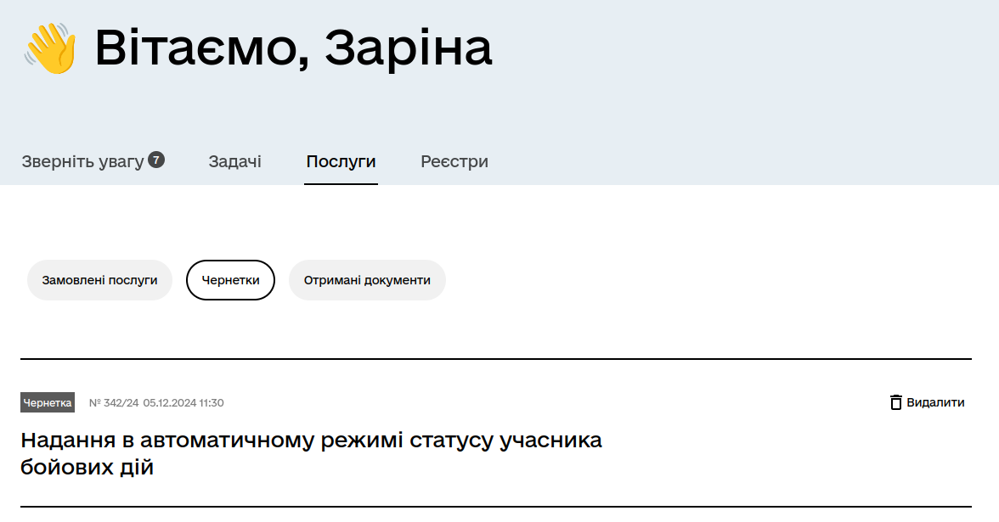 👋 Вітаємо, Заріна
Зверніть увагу 7 Задачі Послуги Реєстри
Замовлені послуги Чернетки Отримані документи
Чернетка № 342/24 05.12.2024 11:30 Видалити
Надання в автоматичному режимі статусу учасника
бойових дій